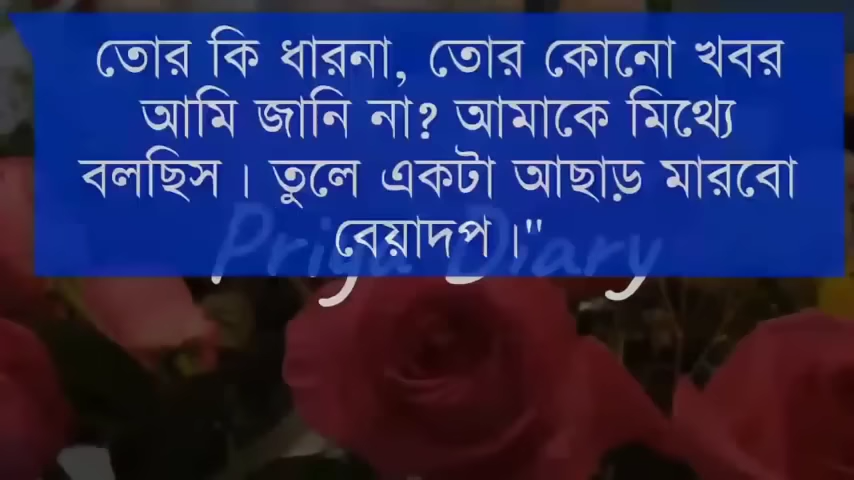 তোর কি ধারনা, তোর কোনো খবর
আমি জানি না? আমাকে মিথ্যে
বলছিস। তুলে একটা আছাড় মারবো
বেয়াদপ।"
Priya Diary